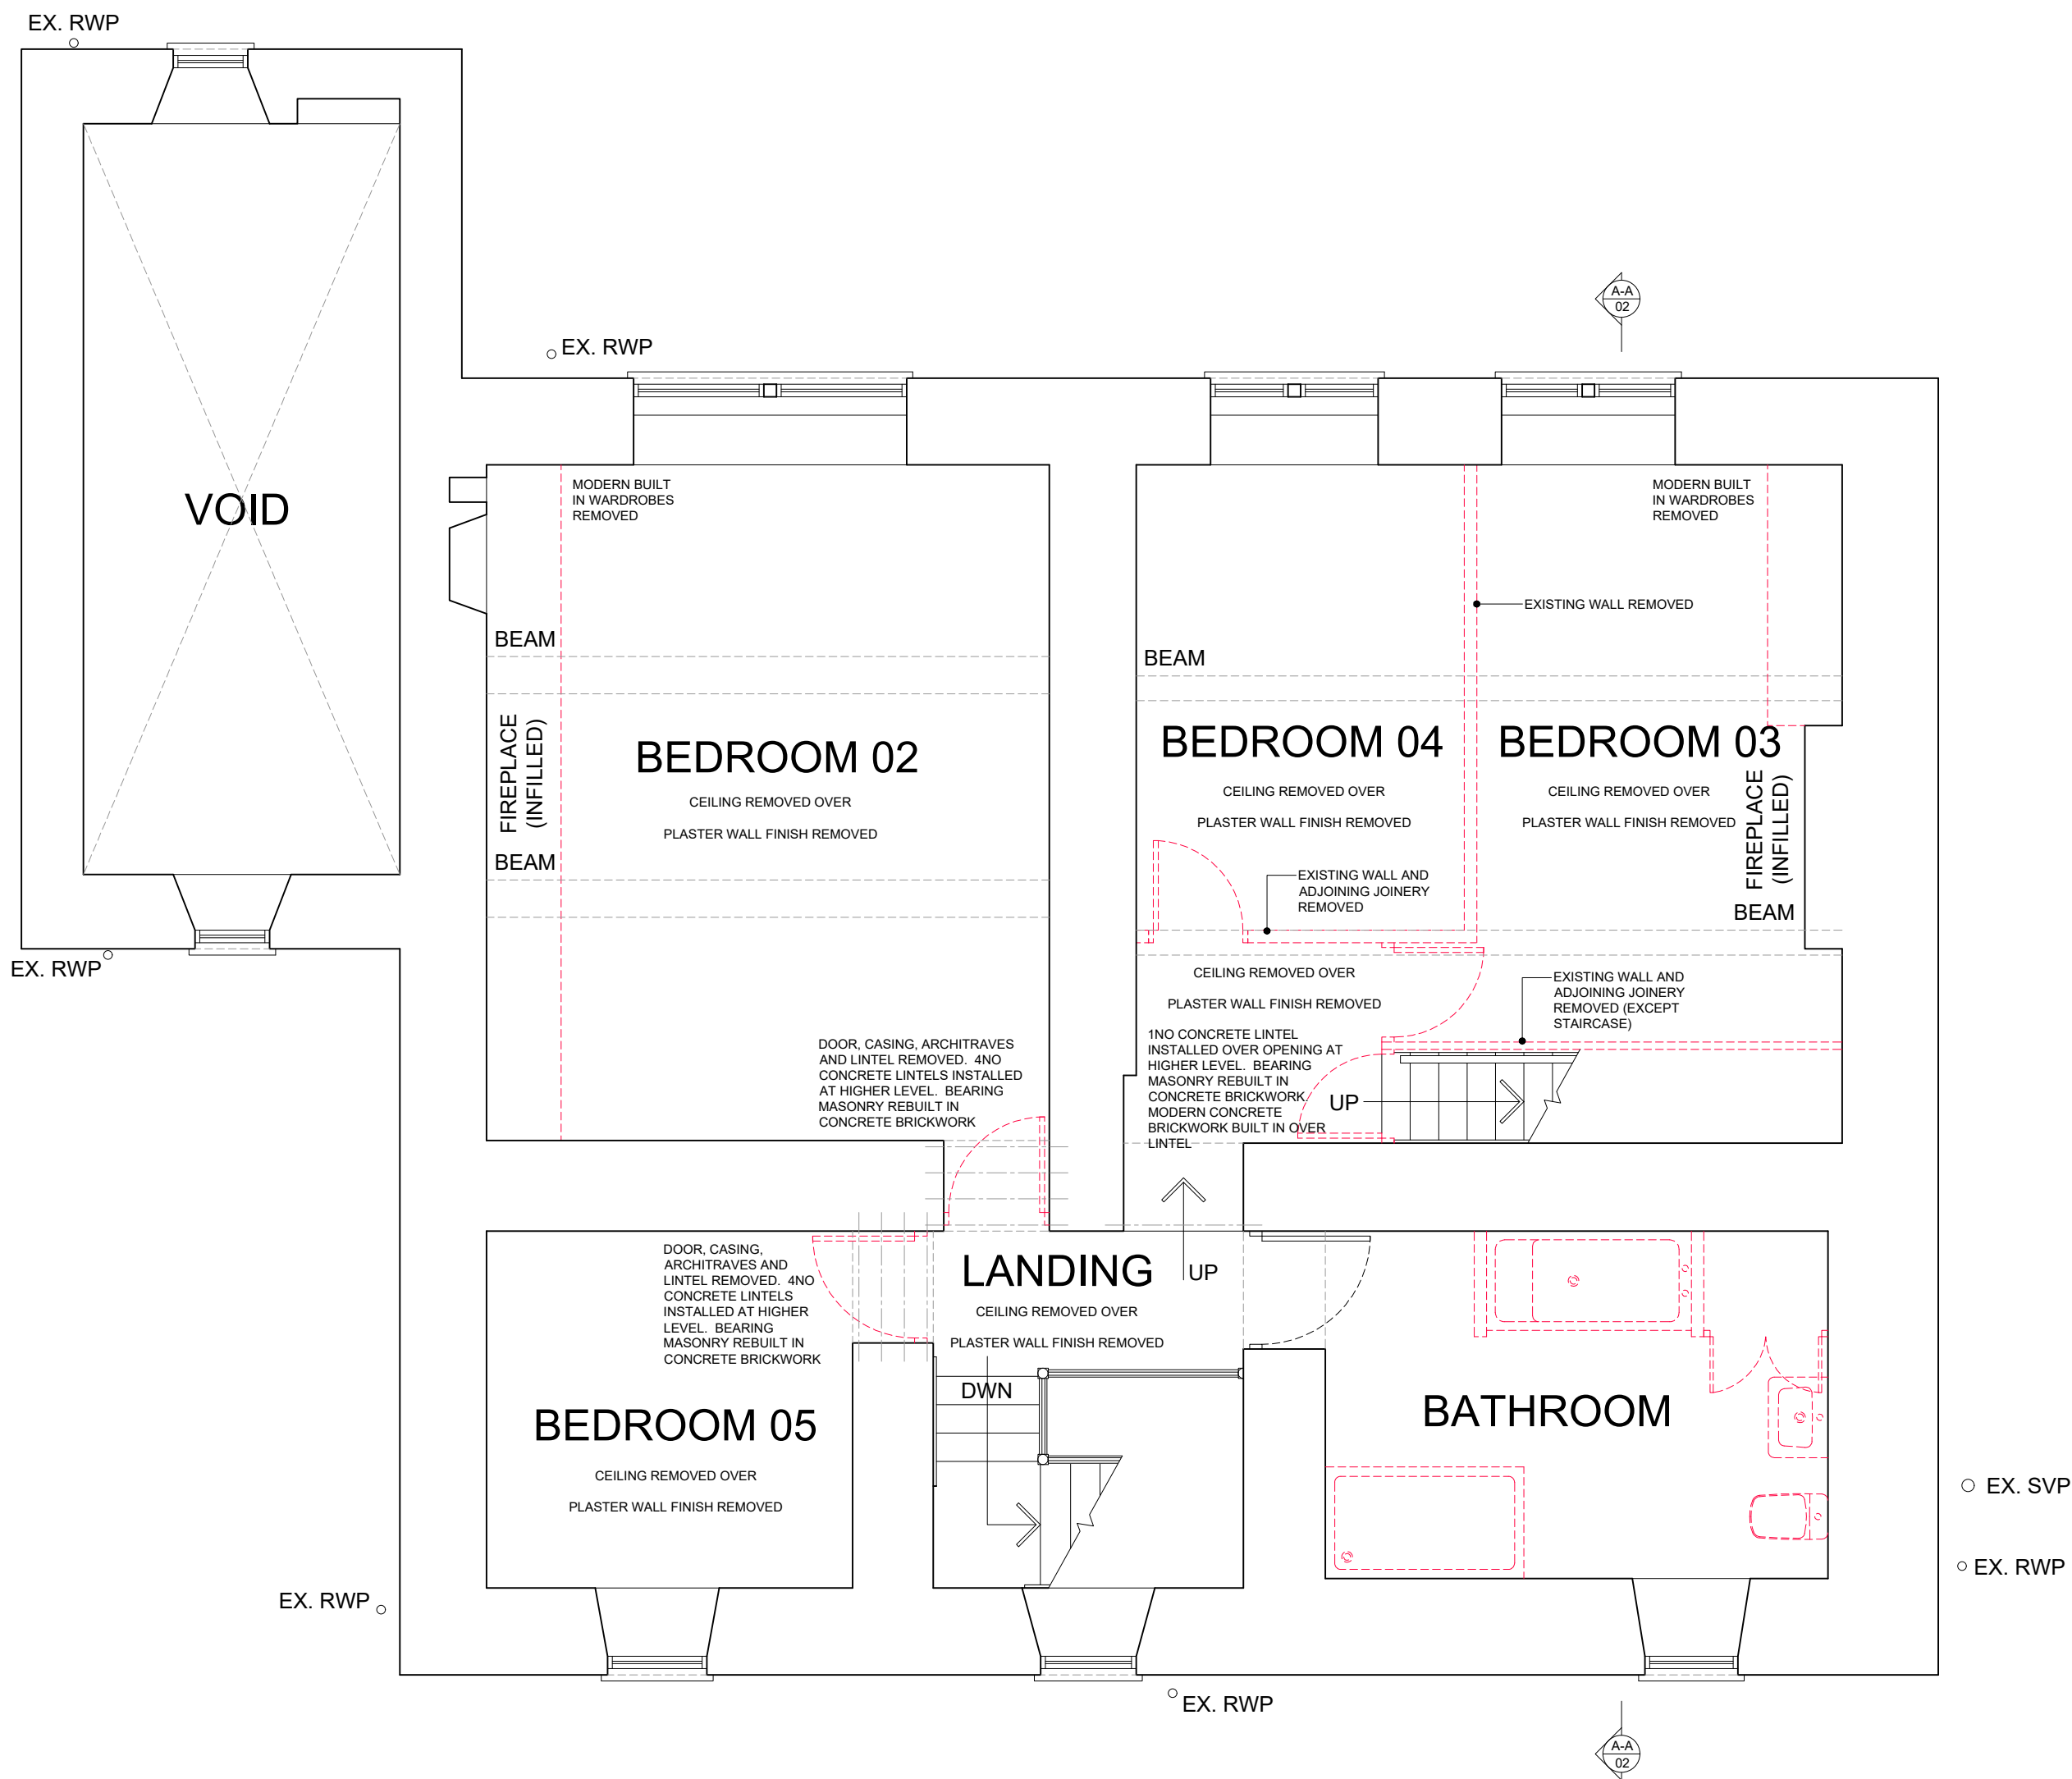 EX. RWP
A-A
02
EX. RWP
VOID
MODERN BUILT
IN WARDROBES
REMOVED
MODERN BUILT
IN WARDROBES
REMOVED
EXISTING WALL REMOVED
BEAM
BEAM
FIREPLACE
(INFILLED)
BEDROOM 02
CEILING REMOVED OVER
PLASTER WALL FINISH REMOVED
BEAM
BEDROOM 04
CEILING REMOVED OVER
PLASTER WALL FINISH REMOVED
BEDROOM 03
CEILING REMOVED OVER
PLASTER WALL FINISH REMOVED
FIREPLACE
(INFILLED)
BEAM
EXISTING WALL AND
ADJOINING JOINERY
REMOVED
EX. RWP
CEILING REMOVED OVER
PLASTER WALL FINISH REMOVED
EXISTING WALL AND
ADJOINING JOINERY
REMOVED (EXCEPT
STAIRCASE)
DOOR, CASING, ARCHITRAVES
AND LINTEL REMOVED. 4NO
CONCRETE LINTELS INSTALLED
AT HIGHER LEVEL. BEARING
MASONRY REBUILT IN
CONCRETE BRICKWORK
1NO CONCRETE LINTEL
INSTALLED OVER OPENING AT
HIGHER LEVEL. BEARING
MASONRY REBUILT IN
CONCRETE BRICKWORK.
MODERN CONCRETE
BRICKWORK BUILT IN OVER
LINTEL
UP
DOOR, CASING,
ARCHITRAVES AND
LINTEL REMOVED. 4NO
CONCRETE LINTELS
INSTALLED AT HIGHER
LEVEL. BEARING
MASONRY REBUILT IN
CONCRETE BRICKWORK
LANDING
UP
CEILING REMOVED OVER
PLASTER WALL FINISH REMOVED
DWN
BEDROOM 05
CEILING REMOVED OVER
PLASTER WALL FINISH REMOVED
BATHROOM
EX. SVP
EX. RWP
EX. RWP
EX. RWP
A-A
02